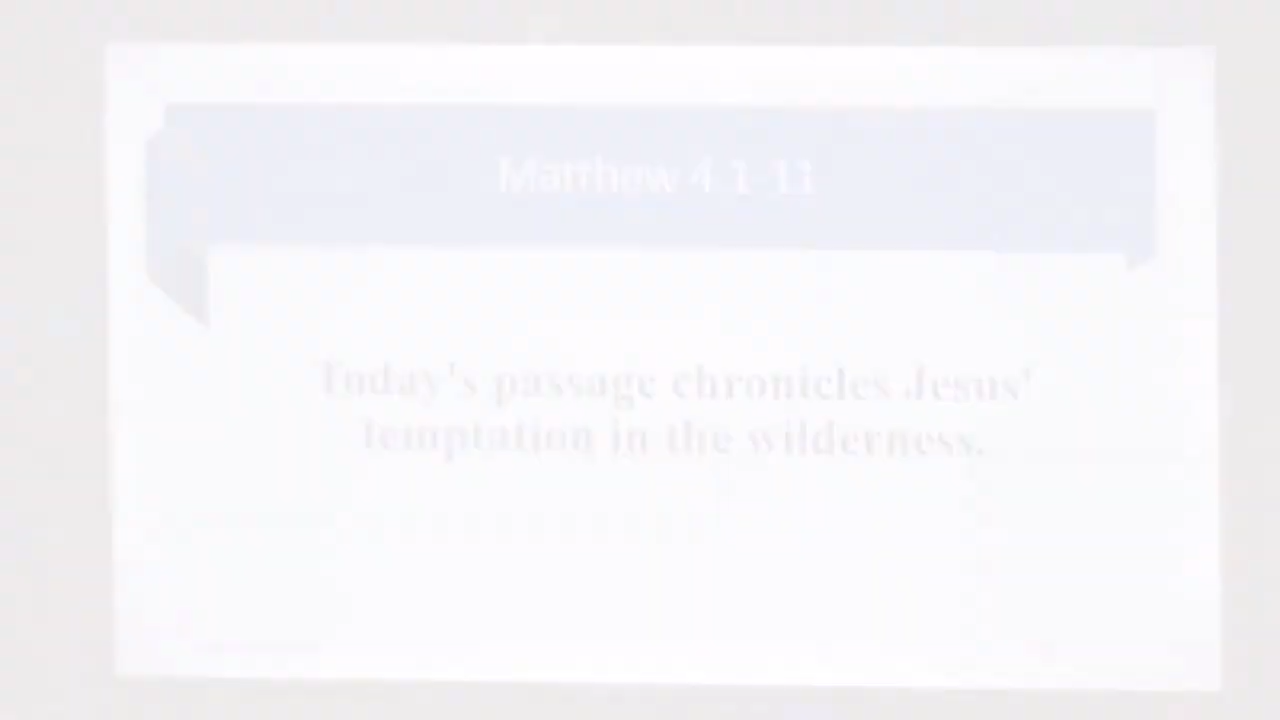 Matthew 4 1-11
Today's passage chronicles Jesus'
temptation in the wilderness.